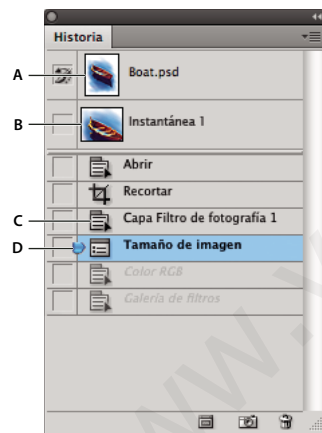 Historia
A
Boat.psd
B
Instantánea 1
Abrir
Recortar
C
Capa Filtro de fotografía 1
D
Tamaño de imagen
Color RGB
Galería de filtros